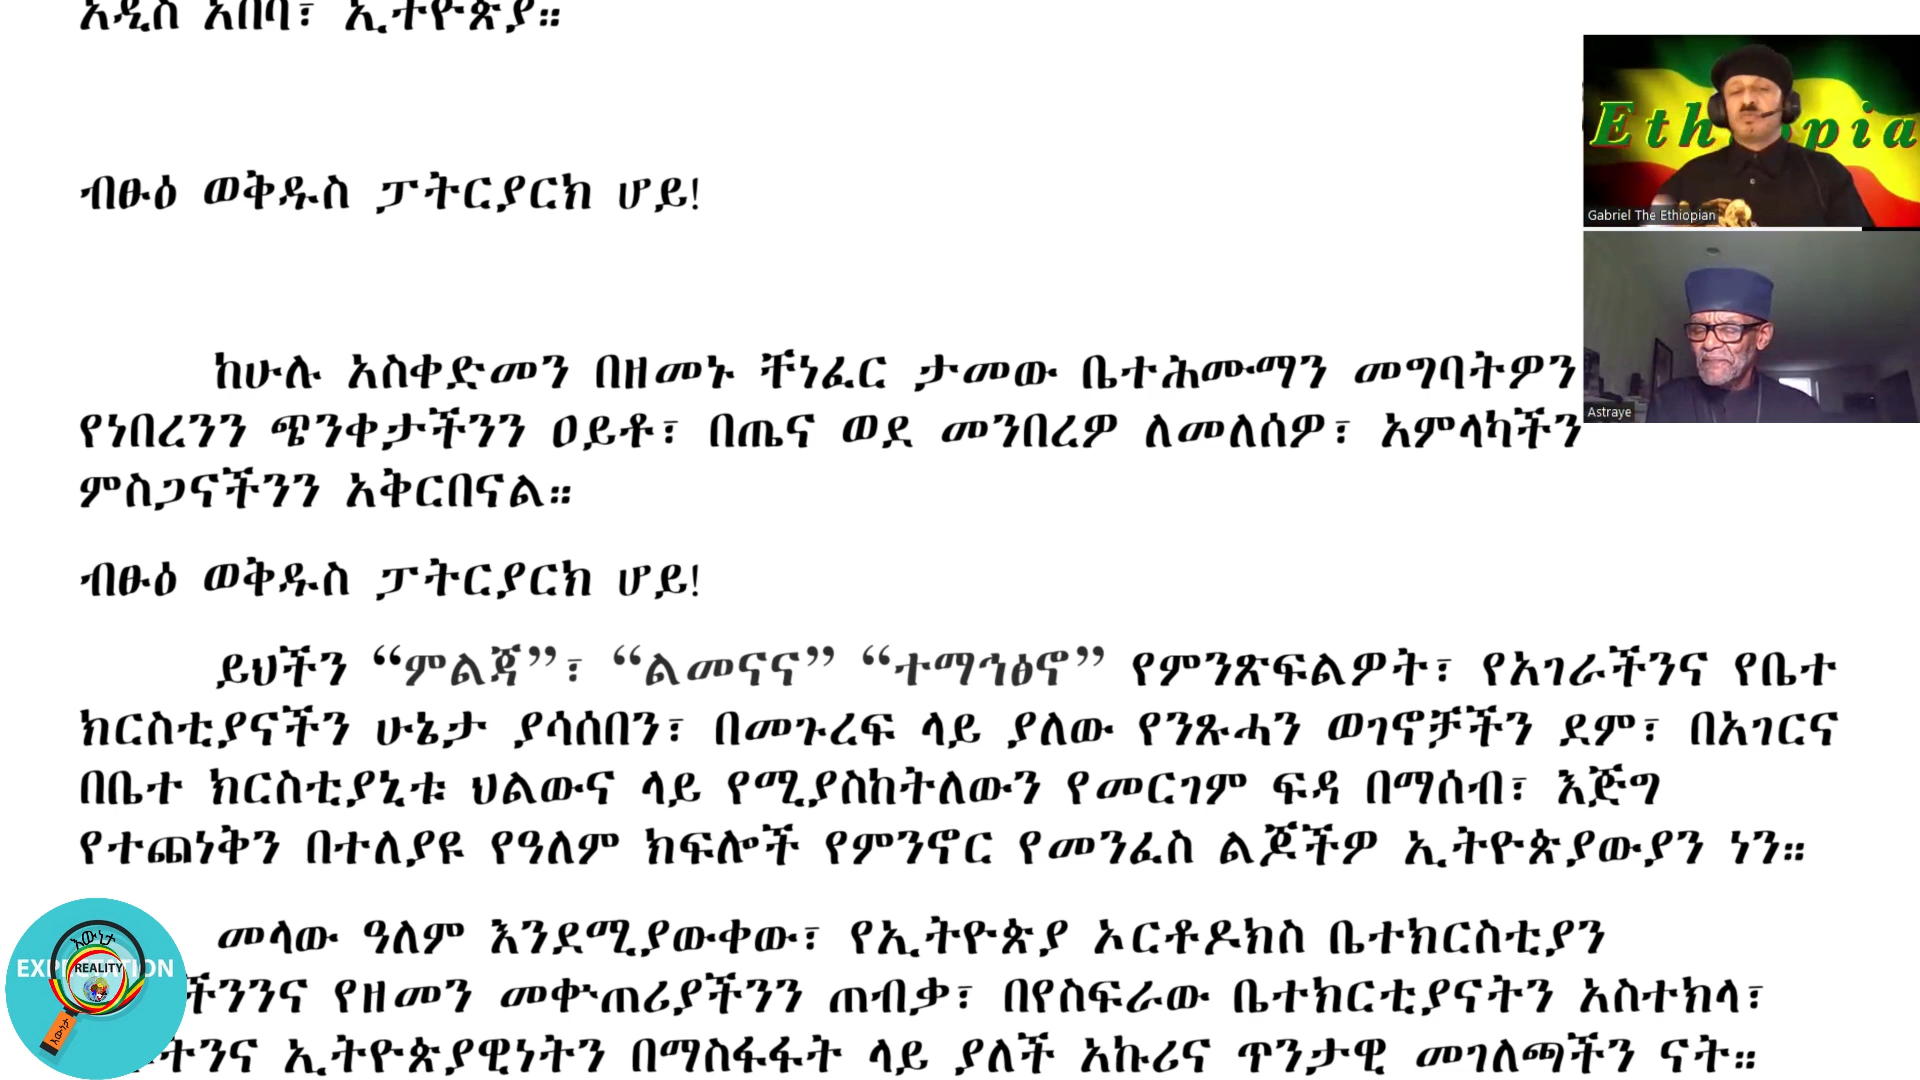 አዲስ አበባ፣ ኢትዮጵያ።
ብፁዕ ወቅዱስ ፓትርያርክ ሆይ!
ከሁሉ አስቀድመን በዘመኑ ቸነፈር ታመው ቤተሕሙማን መግባትዎን
የነበረንን ጭንቀታችንን ዐይቶ፣ በጤና ወደ መንበረዎ ለመለሰዎ፣ አምላካችን
ምስጋናችንን አቅርበናል።
ብፁዕ ወቅዱስ ፓትርያርክ ሆይ!
ይህችን “ምልጃ”፣ “ልመናና” “ተማኅፅኖ” የምንጽፍልዎት፣ የአገራችንና የቤተ
ክርስቲያናችን ሁኔታ ያሳሰበን፣ በመጉረፍ ላይ ያለው የንጹሓን ወገኖቻችን ደም፣ በአገርና
በቤተ ክርስቲያኒቱ ህልውና ላይ የሚያስከትለውን የመርገም ፍዳ በማሰብ፣ እጅግ
የተጨነቅን በተለያዩ የዓለም ክፍሎች የምንኖር የመንፈስ ልጆችዎ ኢትዮጵያውያን ነን።
መላው ዓለም እንደሚያውቀው፣ የኢትዮጵያ ኦርቶዶክስ ቤተክርስቲያን
ችንንና የዘመን መቀጠሪያችንን ጠብቃ፣ በየስፍራው ቤተክርቲያናትን አስተክላ፣
ትንና ኢትዮጵያዊነትን በማስፋፋት ላይ ያለች አኩሪና ጥንታዊ መገለጫችን ናት።
Ethiopia
Gabriel The Ethiopian
Astraye
እውነታ
EXPECTATION
REALITY
እውነታ